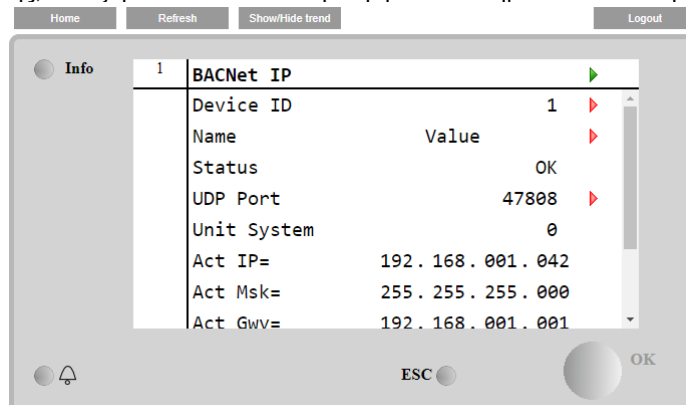 Home Refresh Show/Hide trend Logout
Info
1 BACNet IP
Device ID 1
Name Value
Status OK
UDP Port 47808
Unit System 0
Act IP= 192.168.001.042
Act Msk= 255.255.255.000
Act Gwy= 192.168.001.001
ESC OK